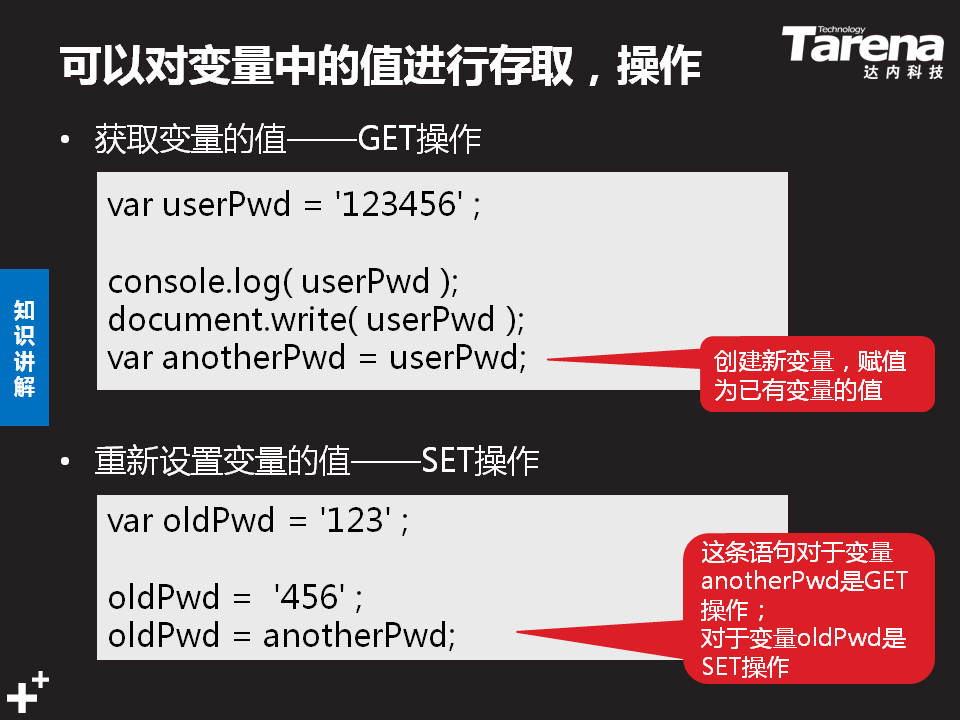 可以对变量中的值进行存取，操作
Technology
Tarena
达内科技
• 获取变量的值——GET操作
var userPwd = '123456' ;
console.log( userPwd );
document.write( userPwd );
var anotherPwd = userPwd;
创建新变量，赋值
为已有变量的值
知
识
讲
解
• 重新设置变量的值——SET操作
var oldPwd = '123' ;
oldPwd =  '456' ;
oldPwd = anotherPwd;
这条语句对于变量
anotherPwd是GET
操作；
对于变量oldPwd是
SET操作